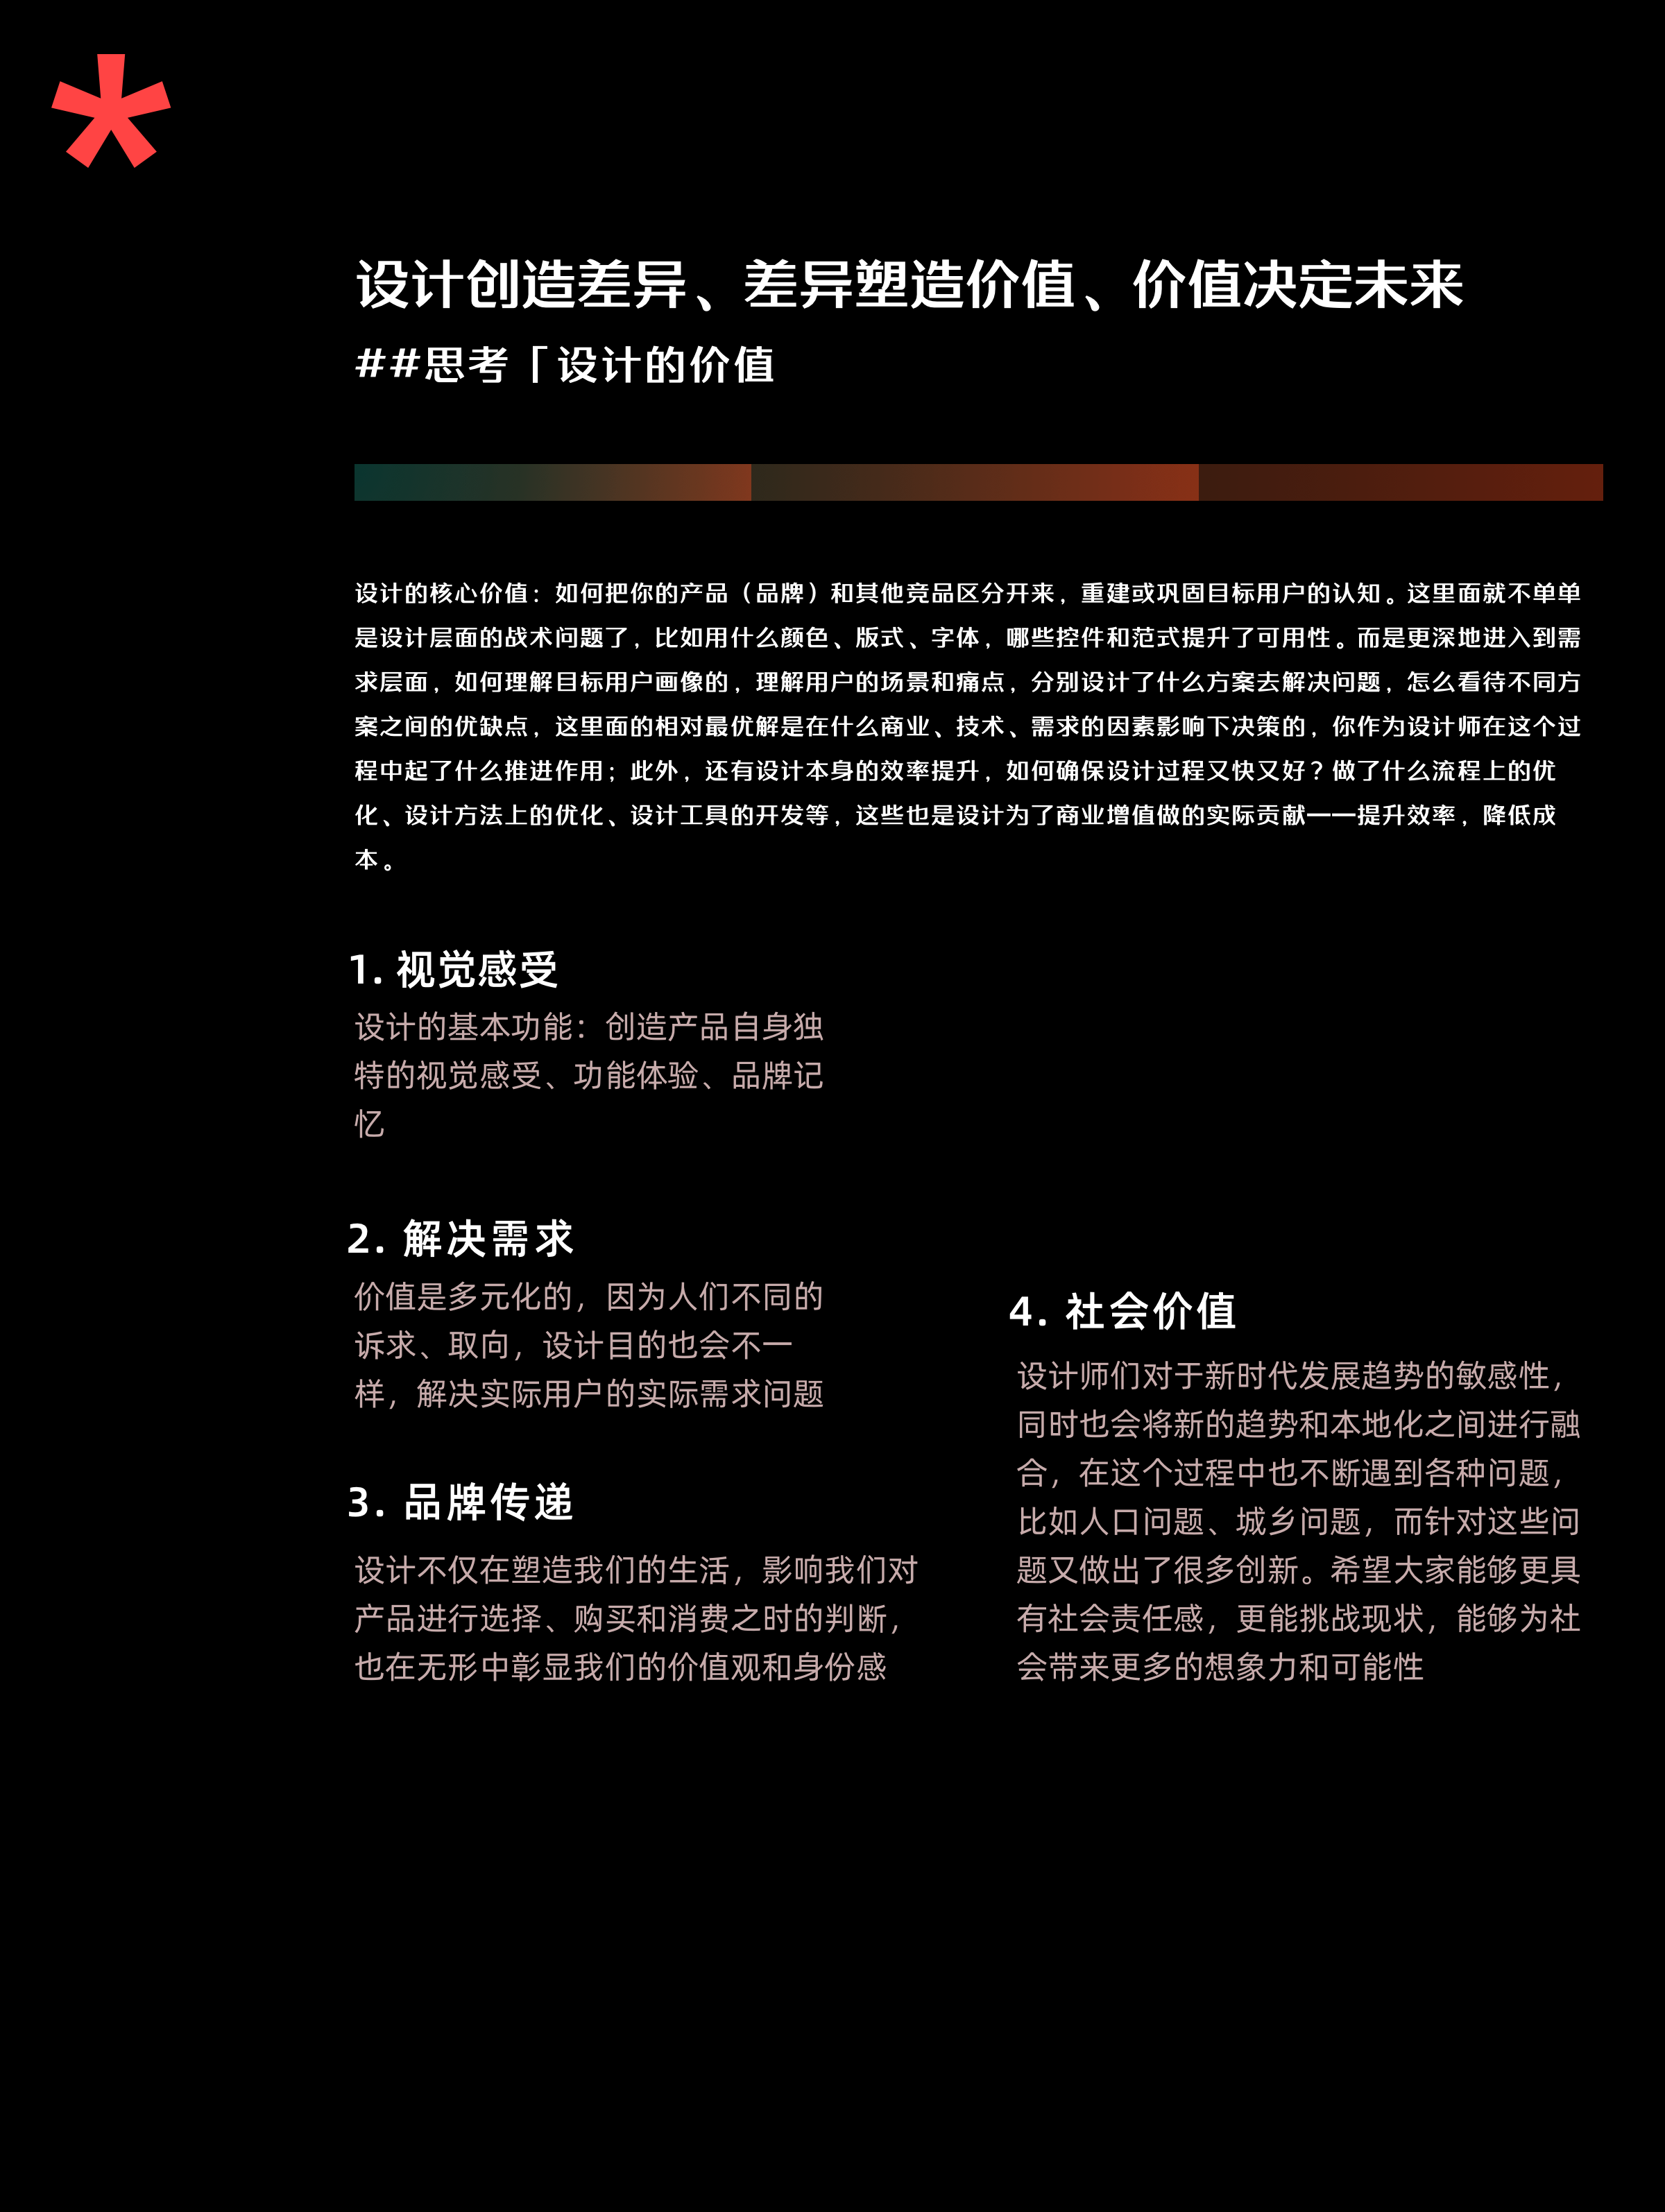 设计创造差异、差异塑造价值、价值决定未来
##思考「设计的价值
设计的核心价值：如何把你的产品（品牌）和其他竞品区分开来，重建或巩固目标用户的认知。这里面就不单单
是设计层面的战术问题了，比如用什么颜色、版式、字体，哪些控件和范式提升了可用性。而是更深地进入到需
求层面，如何理解目标用户画像的，理解用户的场景和痛点，分别设计了什么方案去解决问题，怎么看待不同方
案之间的优缺点，这里面的相对最优解是在什么商业、技术、需求的因素影响下决策的，你作为设计师在这个过
程中起了什么推进作用；此外，还有设计本身的效率提升，如何确保设计过程又快又好？做了什么流程上的优
化、设计方法上的优化、设计工具的开发等，这些也是设计为了商业增值做的实际贡献——提升效率，降低成
本。
1. 视觉感受
设计的基本功能：创造产品自身独
特的视觉感受、功能体验、品牌记
忆
2. 解决需求
价值是多元化的，因为人们不同的
诉求、取向，设计目的也会不一
样，解决实际用户的实际需求问题
3. 品牌传递
设计不仅在塑造我们的生活，影响我们对
产品进行选择、购买和消费之时的判断，
也在无形中彰显我们的价值观和身份感
4. 社会价值
设计师们对于新时代发展趋势的敏感性，
同时也会将新的趋势和本地化之间进行融
合，在这个过程中也不断遇到各种问题，
比如人口问题、城乡问题，而针对这些问
题又做出了很多创新。希望大家能够更具
有社会责任感，更能挑战现状，能够为社
会带来更多的想象力和可能性